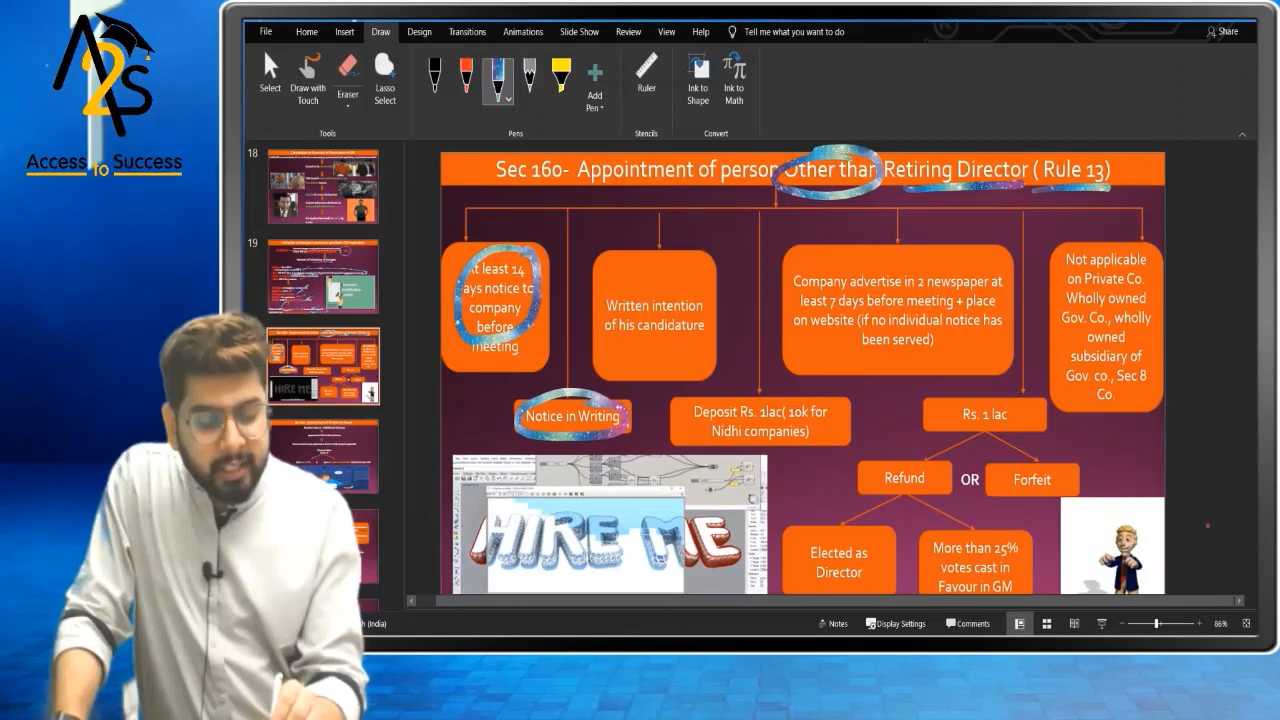 A2S
Access to Success
File Home Insert Draw Design Transitions Animations Slide Show Review View Help Tell me what you want to do Share
Select
Draw with
Touch
Eraser
Lasso
Select
Add
Pen
Ruler
Ink to
Shape
Ink to
Math
Tools Pens Stencils Convert
18
19
Sec 160- Appointment of person Other than Retiring Director ( Rule 13)
At least 14
days notice to
company
before
meeting
Written intention
of his candidature
Company advertise in 2 newspaper at
least 7 days before meeting + place
on website (if no individual notice has
been served)
Not applicable
on Private Co.
Wholly owned
Gov. Co., wholly
owned
subsidiary of
Gov. co., Sec 8
Co.
Notice in Writing
Deposit Rs. 1lac( 10k for
Nidhi companies)
Rs. 1 lac
Refund OR Forfeit
Elected as
Director
More than 25%
votes cast in
Favour in GM
HIRE ME
(India)
Notes Display Settings Comments 86%